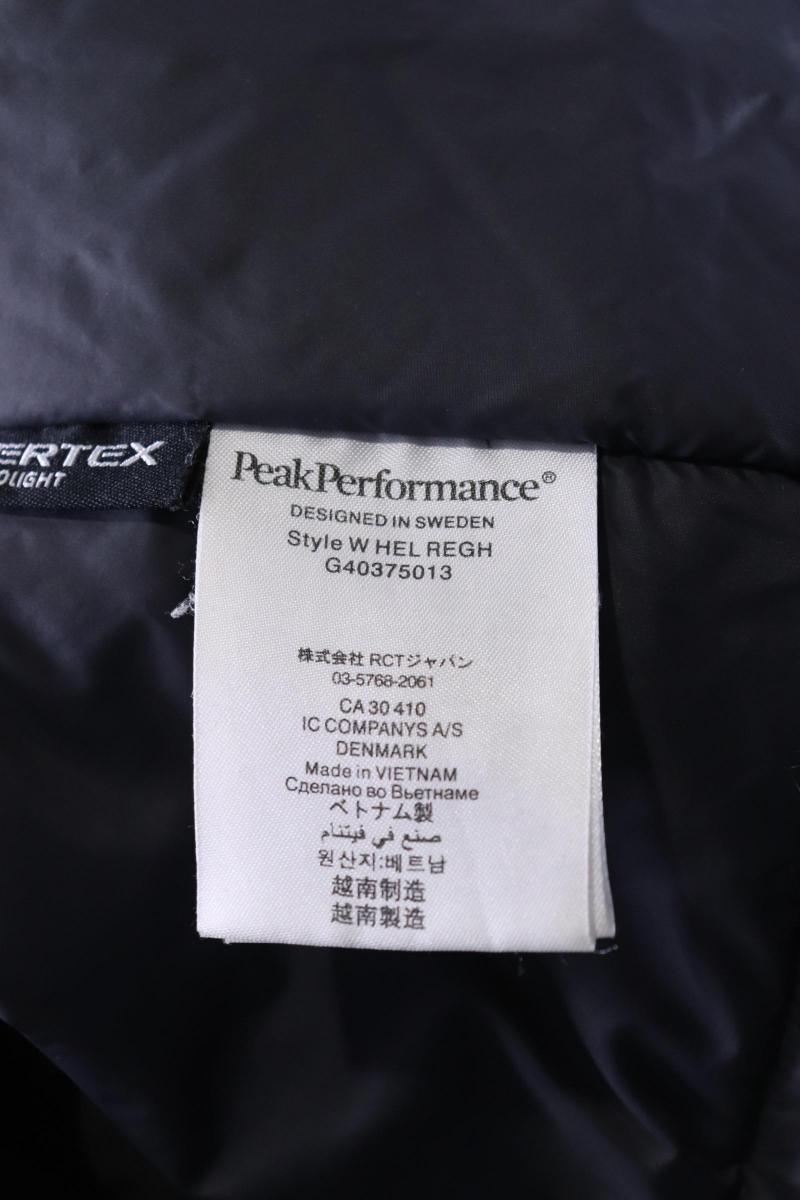 ERTEX
PeakPerformance®
DESIGNED IN SWEDEN
Style W HEL REGH
G40375013
株式会社 RCTジャパン
03-5768-2061
CA 30 410
IC COMPANYS A/S
DENMARK
Made in VIETNAM
Сделано во Вьетнаме
ベトナム製
صنع في فيتنام
원산지:베트남
越南制造
越南製造